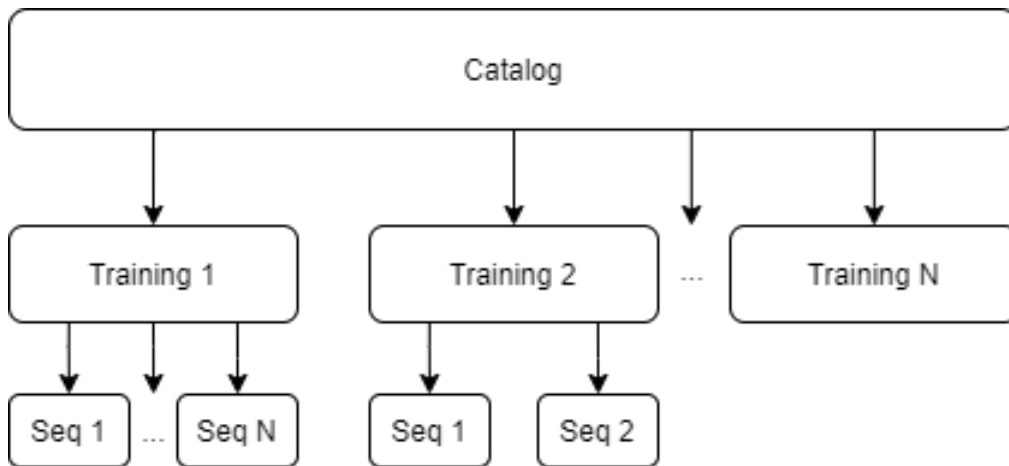 Catalog
Training 1
Training 2
...
Training N
Seq 1
...
Seq N
Seq 1
Seq 2